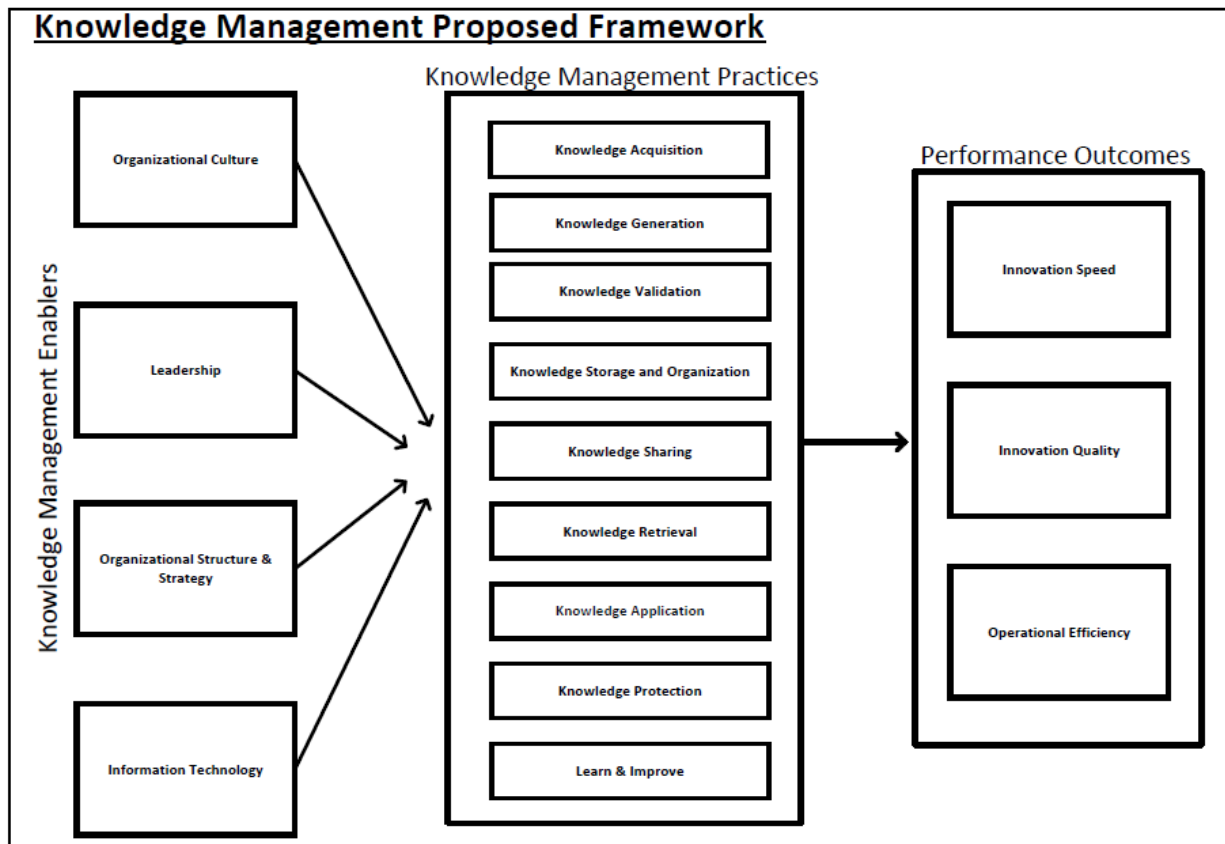 Knowledge Management Proposed Framework
Knowledge Management Enablers
Organizational Culture
Leadership
Organizational Structure &
Strategy
Information Technology
Knowledge Management Practices
Knowledge Acquisition
Knowledge Generation
Knowledge Validation
Knowledge Storage and Organization
Knowledge Sharing
Knowledge Retrieval
Knowledge Application
Knowledge Protection
Learn & Improve
Performance Outcomes
Innovation Speed
Innovation Quality
Operational Efficiency